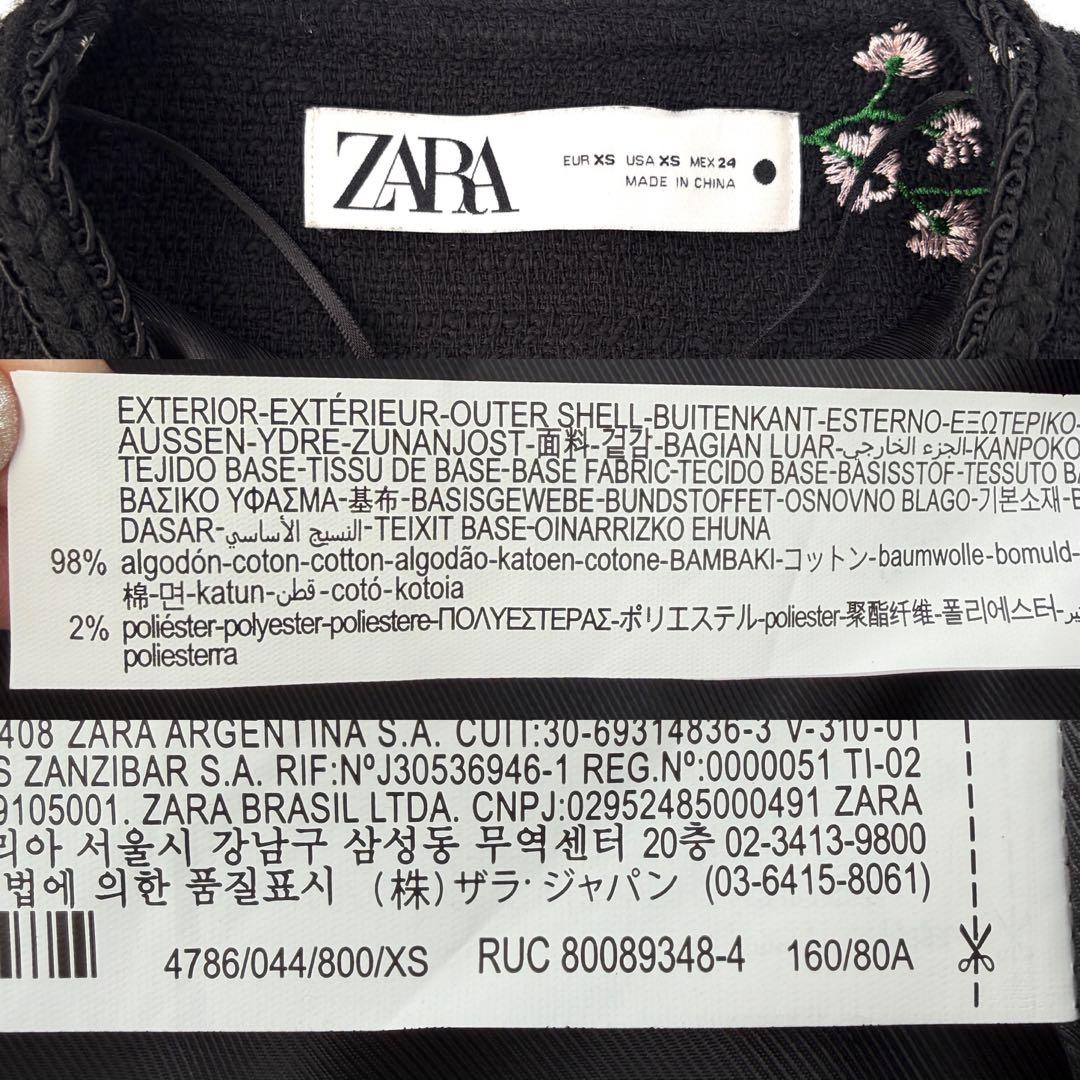 ZARA
EUR XS USA XS MEX 24
MADE IN CHINA
EXTERIOR-EXTÉRIEUR-OUTER SHELL-BUITENKANT-ESTERNO-ΕΞΩΤΕΡΙΚΟ-
AUSSEN-YDRE-ZUNANJOST-面料-겉감-BAGIAN LUAR-الجزء الخارجي-KANPOKO
TEJIDO BASE-TISSU DE BASE-BASE FABRIC-TECIDO BASE-BASISSTOF-TESSUTO BA
ΒΑΣΙΚΟ ΥΦΑΣΜΑ-基布-BASISGEWEBE-BUNDSTOFFET-OSNOVNO BLAGO-기본소재-
DASAR-النسيج الأساسي-TEIXIT BASE-OINARRIZKO EHUNA
98% algodón-coton-cotton-algodão-katoen-cotone-BAMBAKI-コットン-baumwolle-bomuld-
棉-면-katun-قطن-cotó-kotoia
2% poliéster-polyester-poliestere-ΠΟΛΥΕΣΤΕΡΑΣ-ポリエステル-poliester-聚酯纤维-폴리에스터-
poliesterra
408 ZARA ARGENTINA S.A. CUIT:30-69314836-3 V-310-01
S ZANZIBAR S.A. RIF:NºJ30536946-1 REG.Nº:0000051 TI-02
9105001. ZARA BRASIL LTDA. CNPJ:02952485000491 ZARA
리아 서울시 강남구 삼성동 무역센터 20층 02-3413-9800
법에 의한 품질표시 (株)ザラ・ジャパン (03-6415-8061)
4786/044/800/XS RUC 80089348-4 160/80A